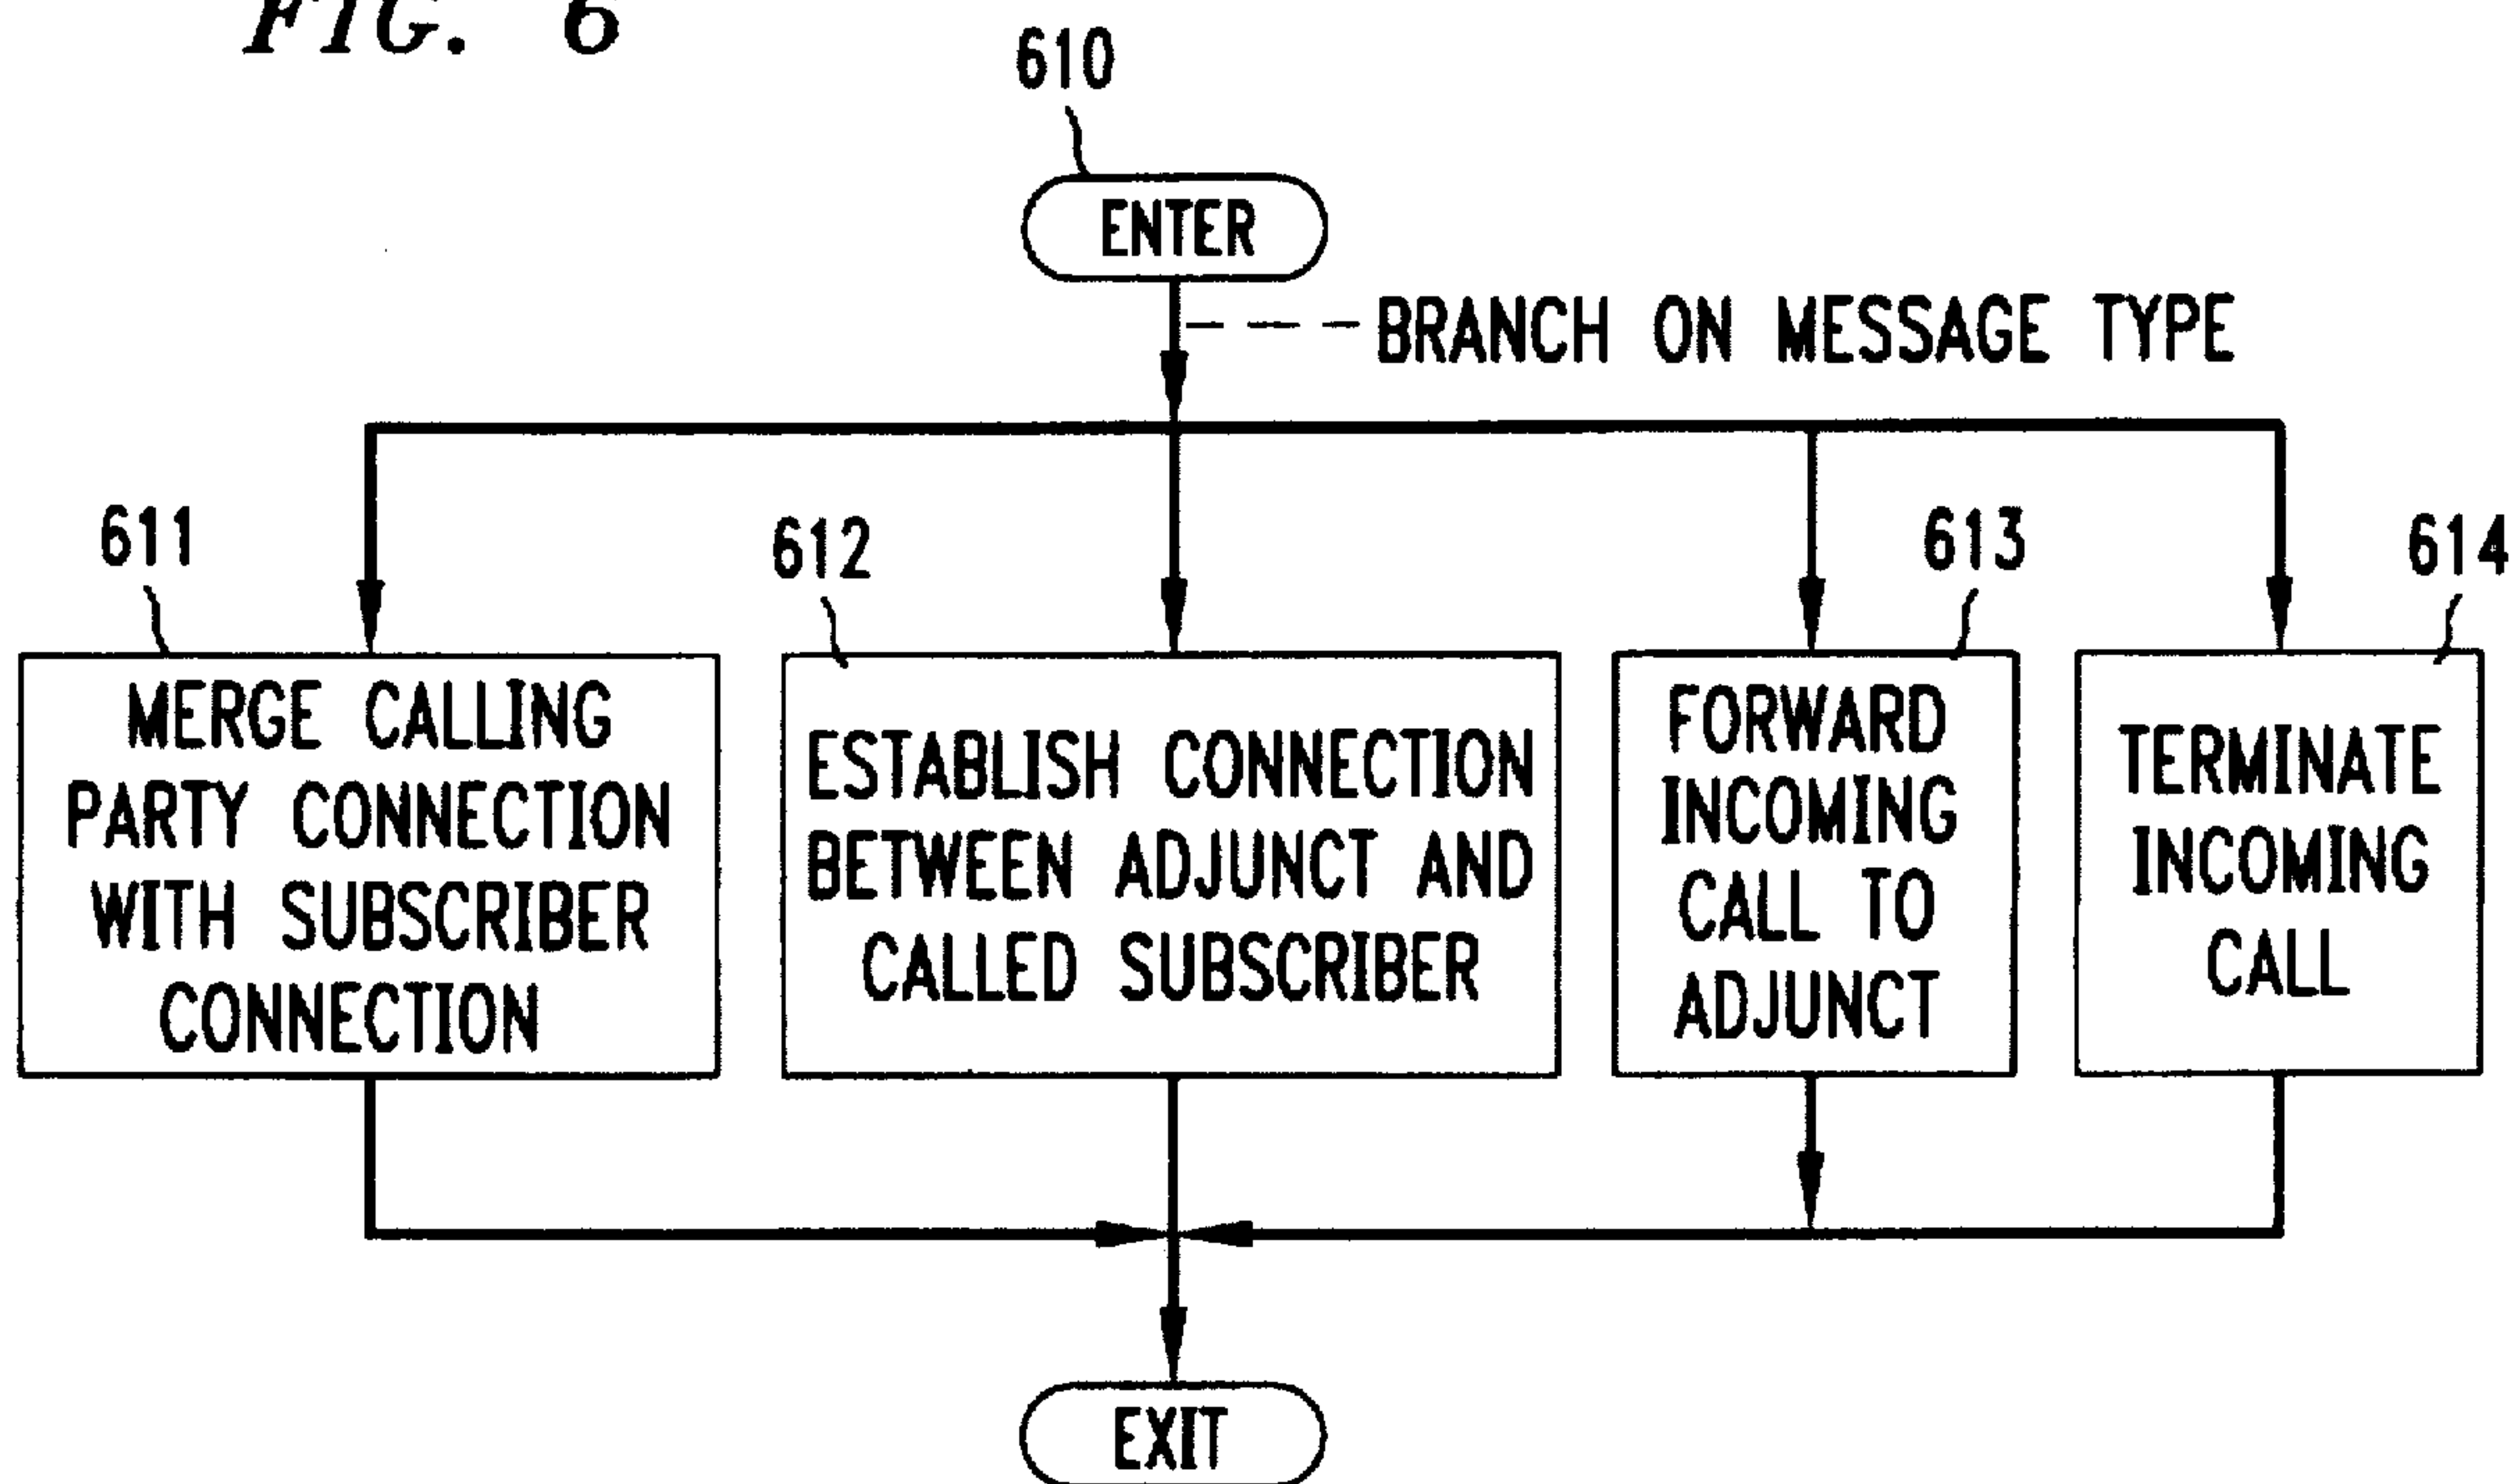 FIG. 6
610
ENTER
BRANCH ON MESSAGE TYPE
611
612
613
614
MERGE CALLING
PARTY CONNECTION
WITH SUBSCRIBER
CONNECTION
ESTABLISH CONNECTION
BETWEEN ADJUNCT AND
CALLED SUBSCRIBER
FORWARD
INCOMING
CALL TO
ADJUNCT
TERMINATE
INCOMING
CALL
EXIT